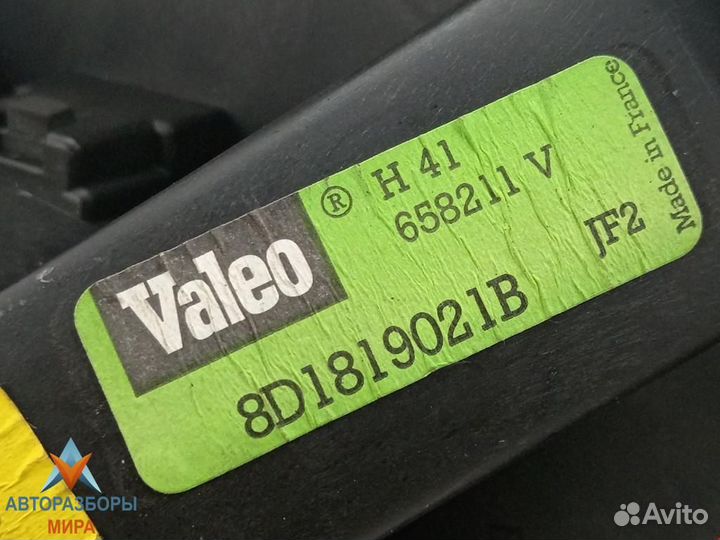 Valeo ®
H 41
658211 V
JF2
Made in France
8D1819021B
АВТОРАЗБОРЫ
МИРА
Avito